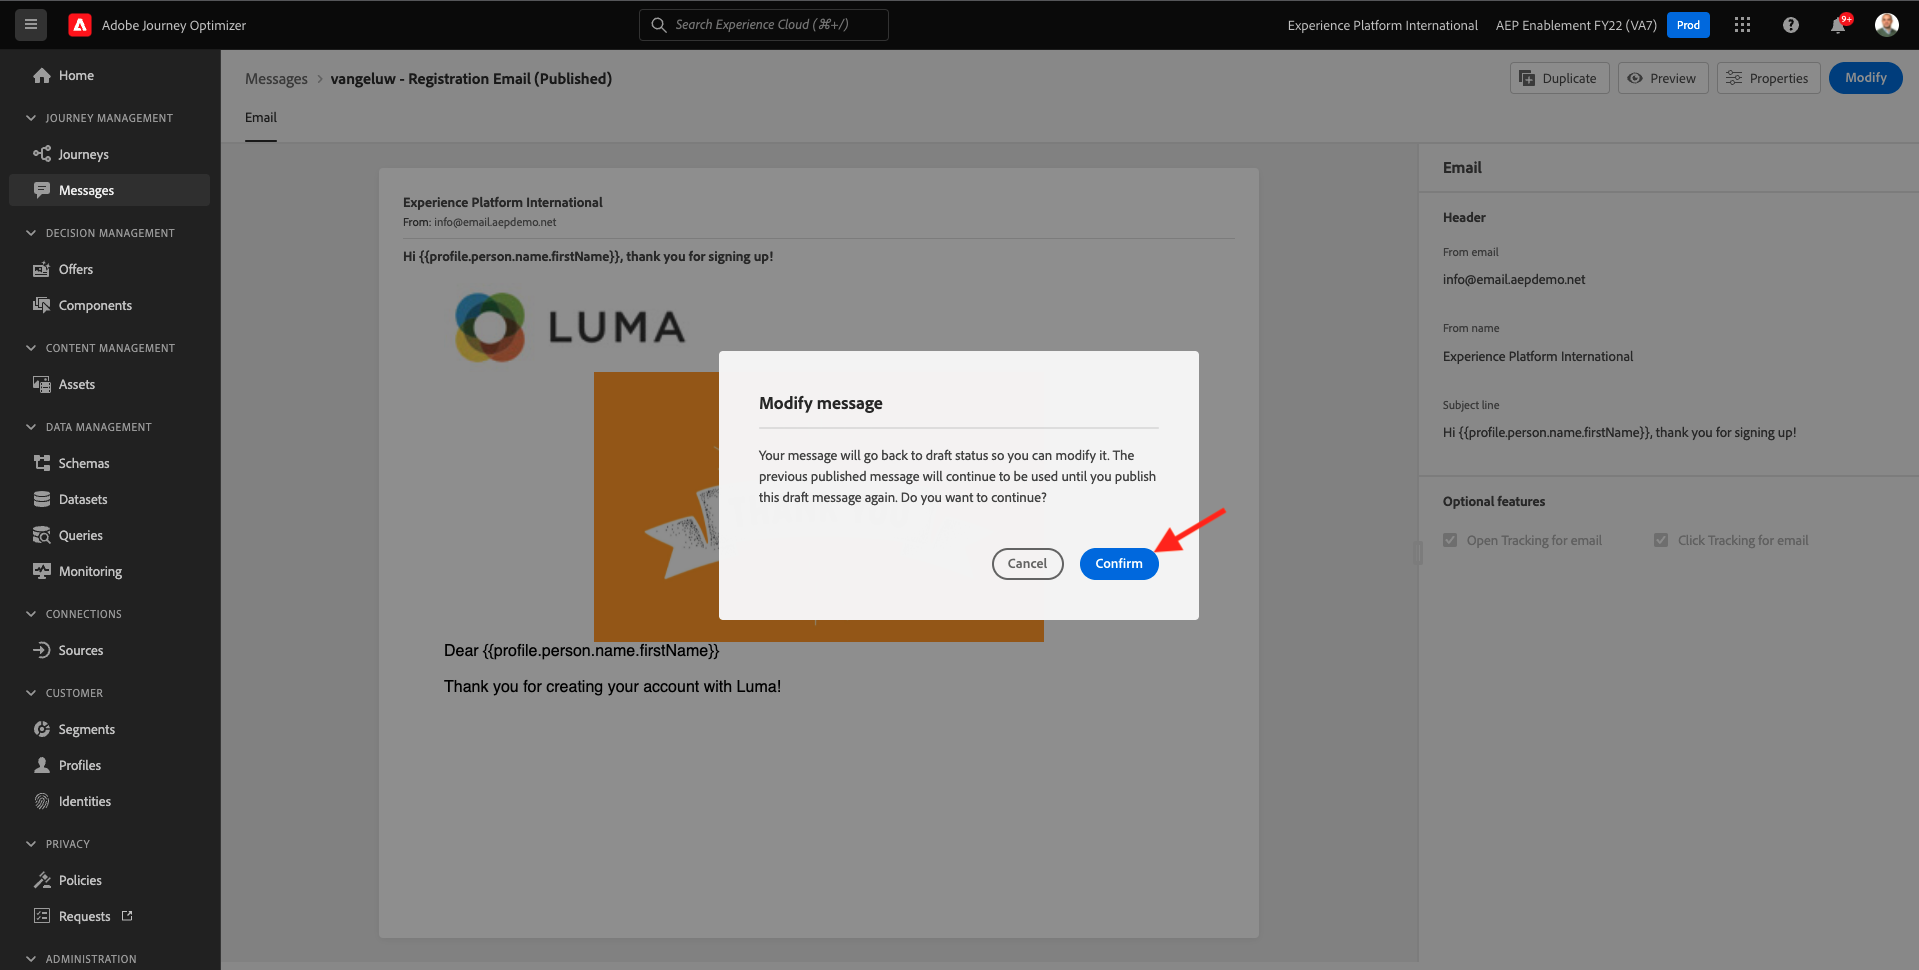 Adobe Journey Optimizer
Search Experience Cloud (⌘+/)
Experience Platform International
AEP Enablement FY22 (VA7)
Prod
9+
Home
JOURNEY MANAGEMENT
Journeys
Messages
DECISION MANAGEMENT
Offers
Components
CONTENT MANAGEMENT
Assets
DATA MANAGEMENT
Schemas
Datasets
Queries
Monitoring
CONNECTIONS
Sources
CUSTOMER
Segments
Profiles
Identities
PRIVACY
Policies
Requests
ADMINISTRATION
Messages > vangeluw - Registration Email (Published)
Duplicate
Preview
Properties
Modify
Email
Experience Platform International
From: info@email.aepdemo.net
Hi {{profile.person.name.firstName}}, thank you for signing up!
LUMA
Modify message
Your message will go back to draft status so you can modify it. The
previous published message will continue to be used until you publish
this draft message again. Do you want to continue?
Cancel
Confirm
Dear {{profile.person.name.firstName}}
Thank you for creating your account with Luma!
Email
Header
From email
info@email.aepdemo.net
From name
Experience Platform International
Subject line
Hi {{profile.person.name.firstName}}, thank you for signing up!
Optional features
Open Tracking for email
Click Tracking for email